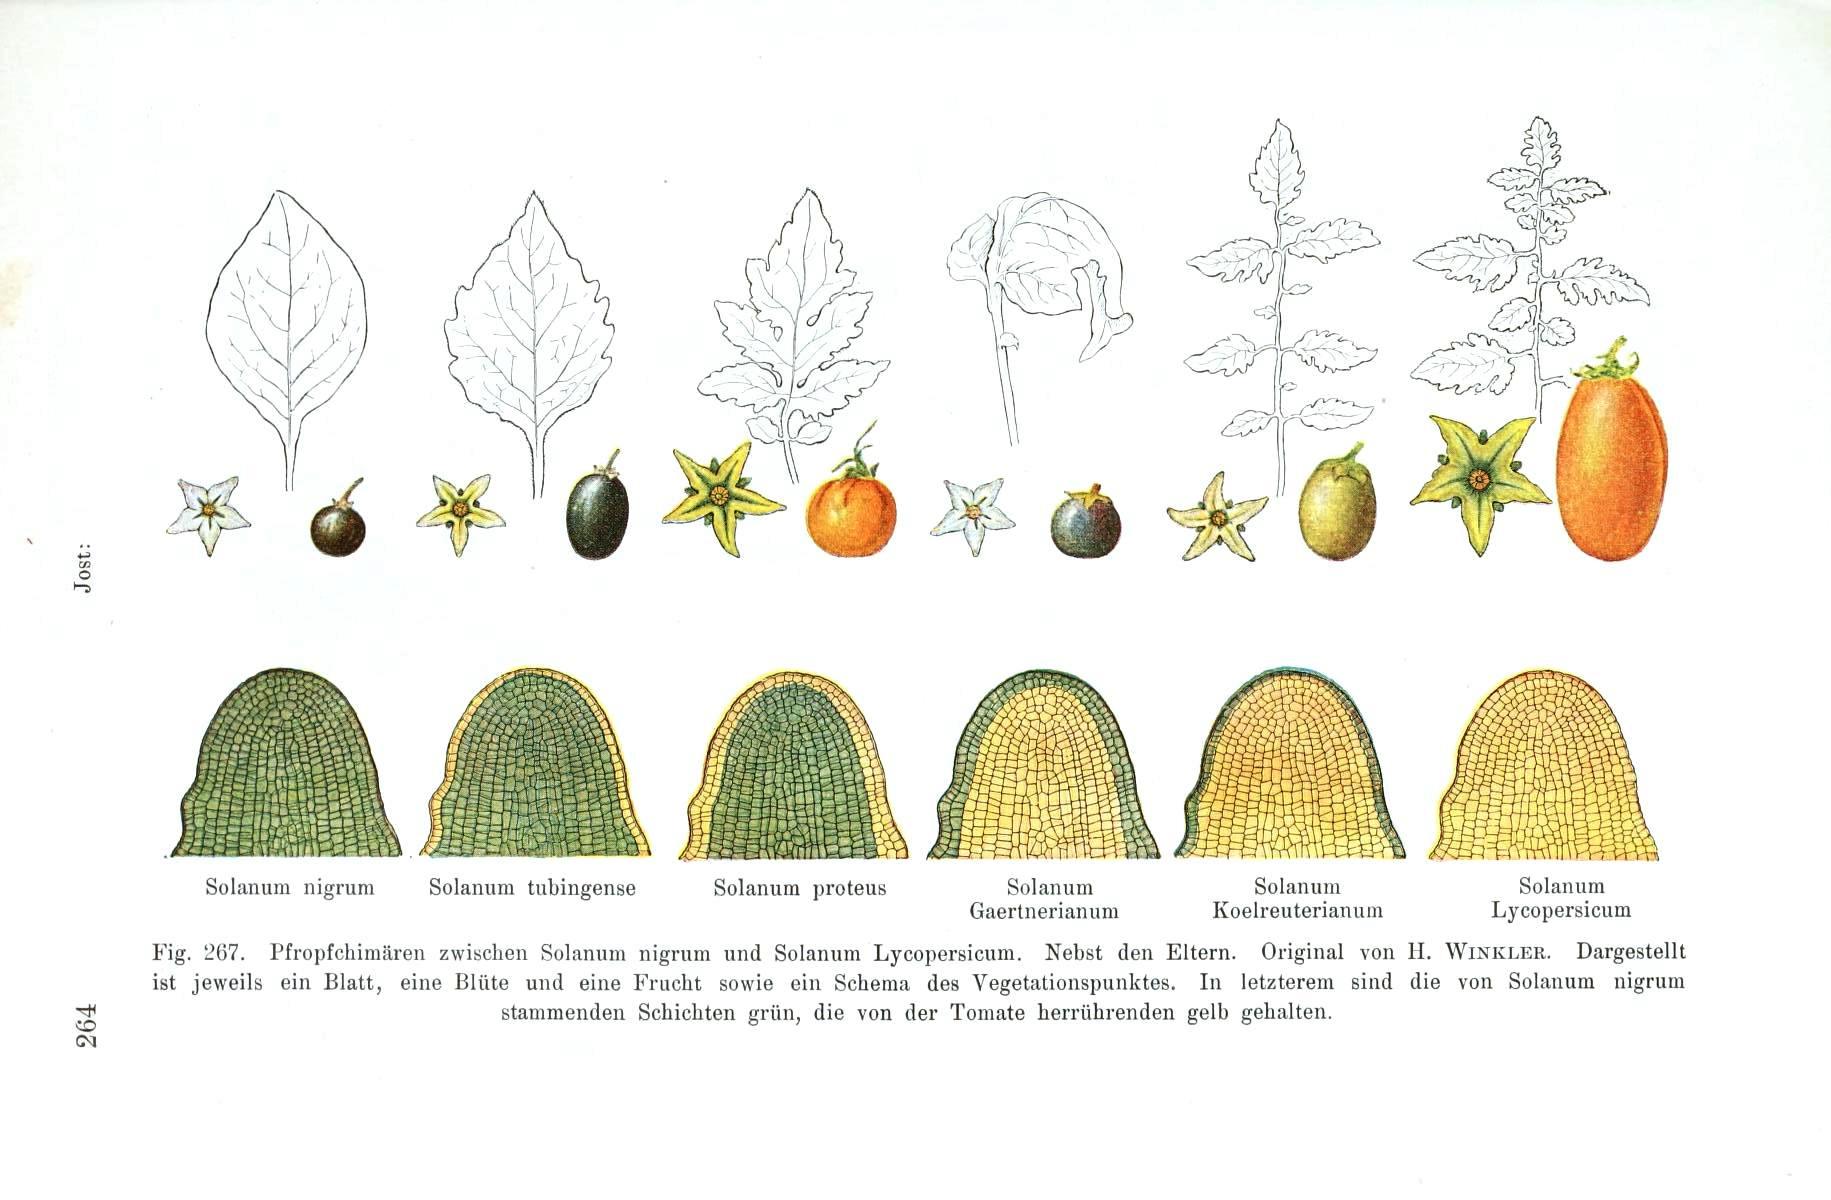 Jost:
264
Solanum nigrum
Solanum tubingense
Solanum proteus
Solanum
Gaertnerianum
Solanum
Koelreuterianum
Solanum
Lycopersicum
Fig. 267. Pfropfchimären zwischen Solanum nigrum und Solanum Lycopersicum. Nebst den Eltern. Original von H. WINKLER. Dargestellt
ist jeweils ein Blatt, eine Blüte und eine Frucht sowie ein Schema des Vegetationspunktes. In letzterem sind die von Solanum nigrum
stammenden Schichten grün, die von der Tomate herrührenden gelb gehalten.